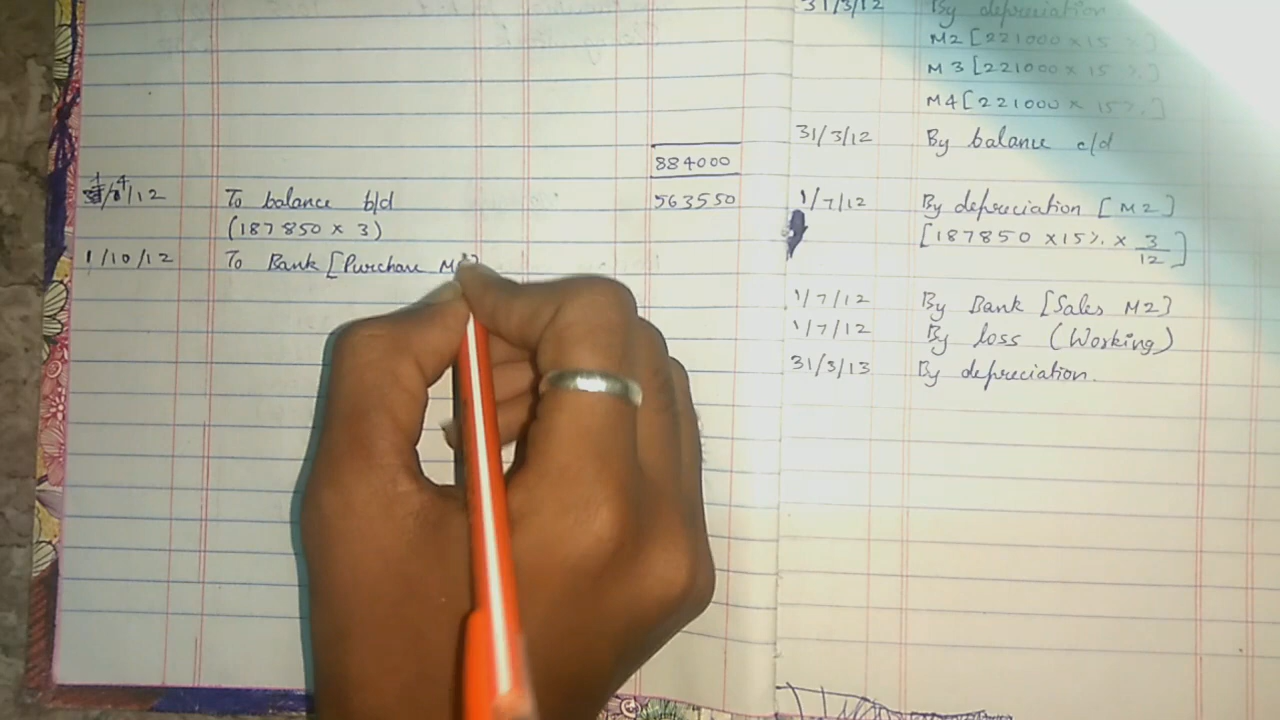 884000
1/4/12 To balance b/d 563550
(187850 x 3)
1/10/12 To Bank [Purchase
31/3/12 By depreciation
M2 [221000 x 15 %]
M3 [221000 x 15 %]
M4 [221000 x 15%]
31/3/12 By balance c/d
1/7/12 By depreciation [M2]
[187850 x15% x 3/12]
1/7/12 By Bank [Sales M2]
1/7/12 By loss (Working)
31/3/13 By depreciation.